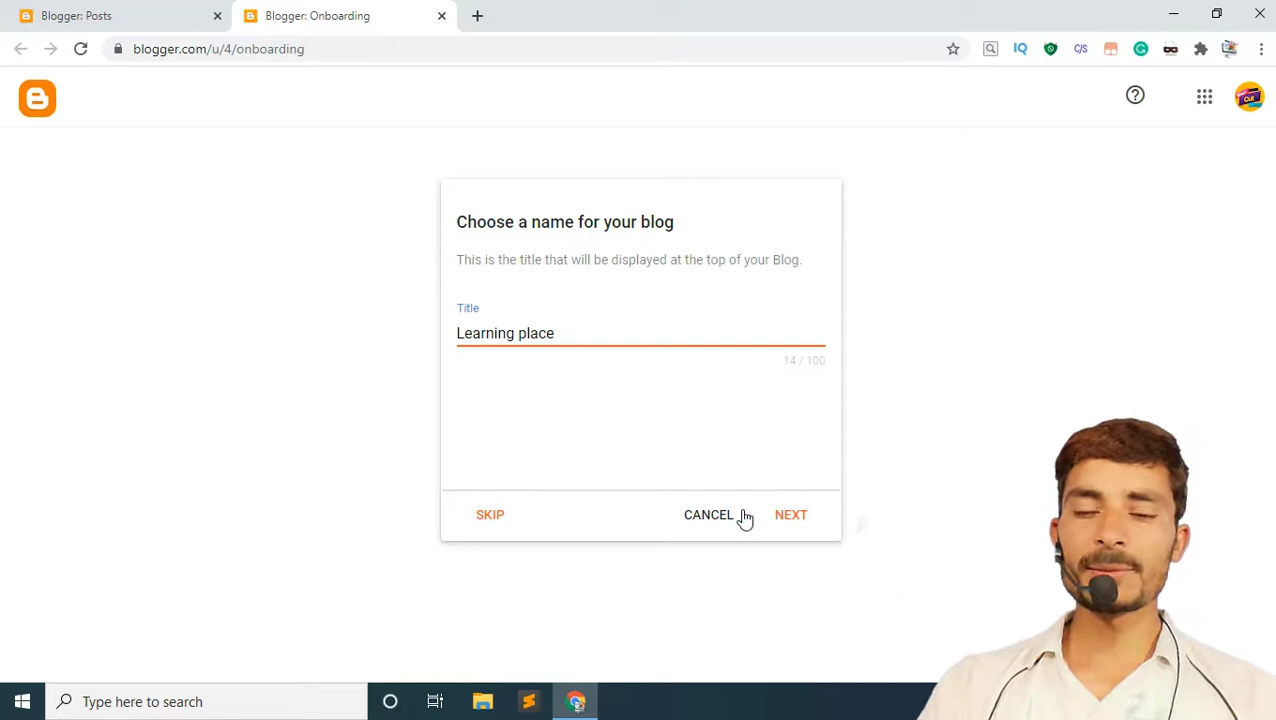 Blogger: Posts
Blogger: Onboarding
blogger.com/u/4/onboarding
IQ
C/S
Choose a name for your blog
This is the title that will be displayed at the top of your Blog.
Title
Learning place
14 / 100
SKIP
CANCEL
NEXT
Type here to search